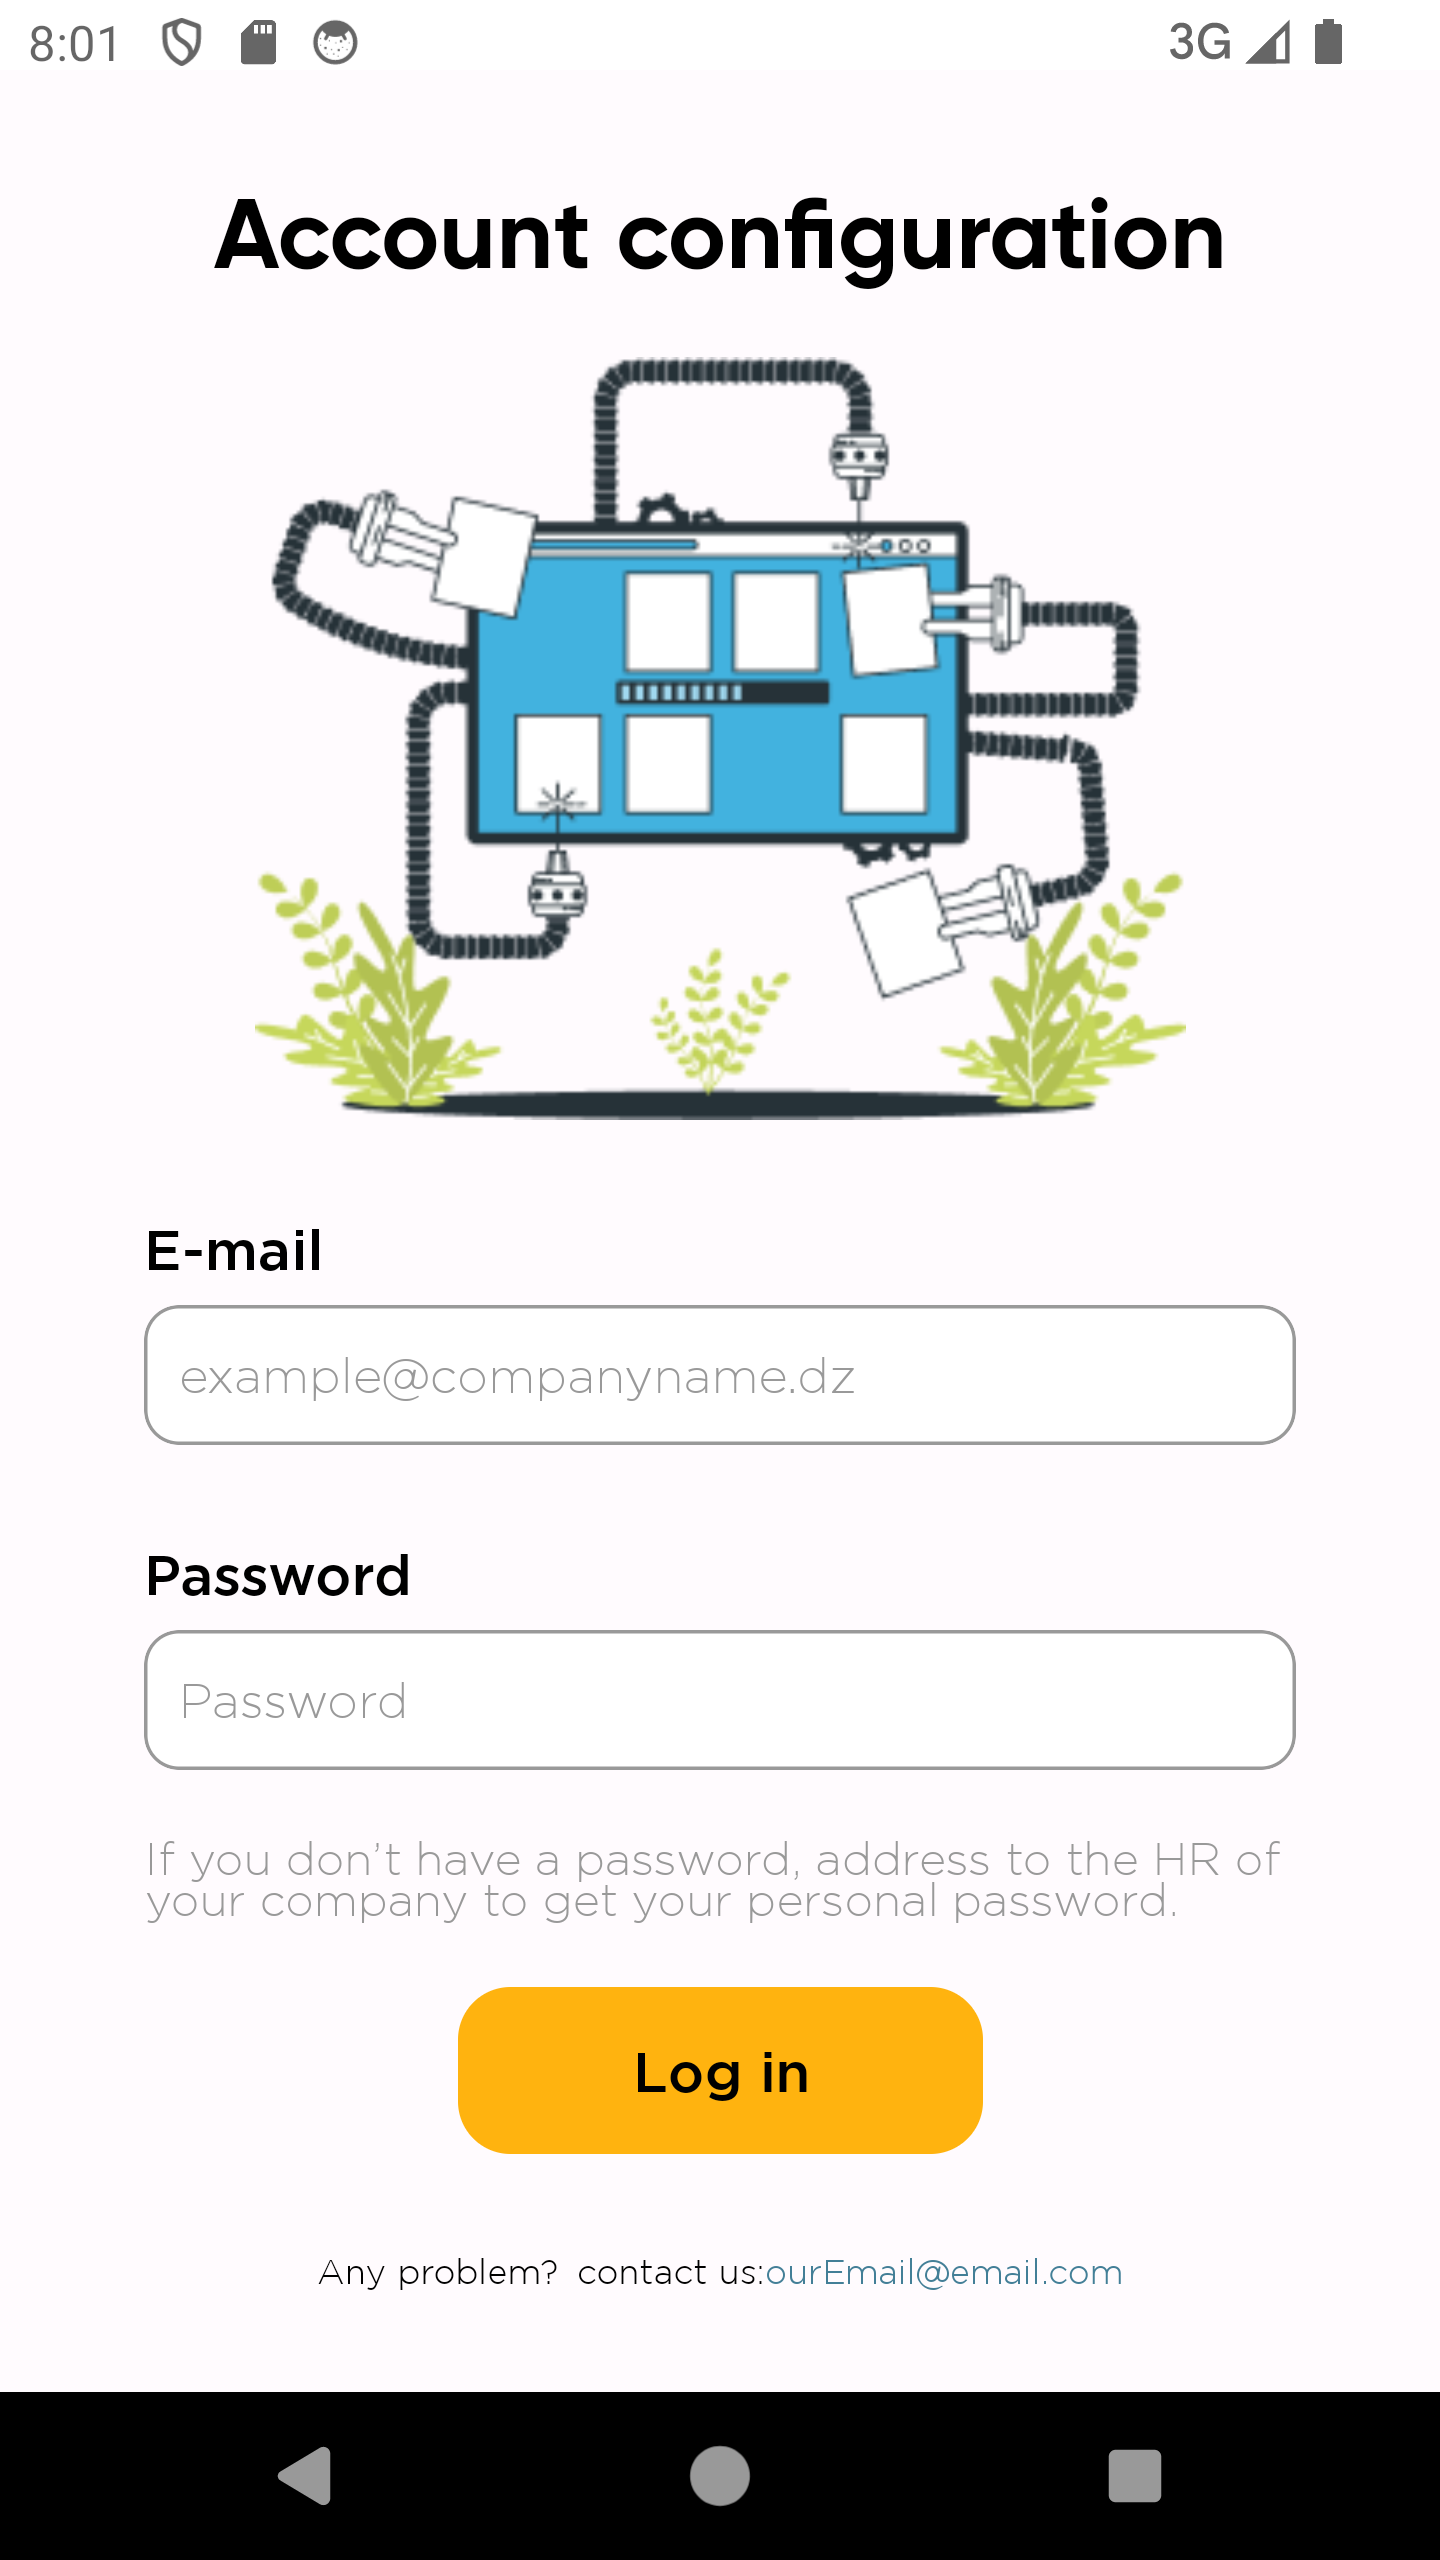 8:01
3G
Account configuration
E-mail
example@companyname.dz
Password
Password
If you don’t have a password, address to the HR of
your company to get your personal password.
Log in
Any problem?  contact us:ourEmail@email.com